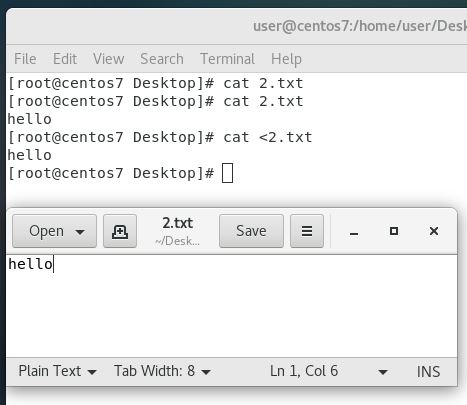 user@centos7:/home/user/Desk
File Edit View Search Terminal Help
[root@centos7 Desktop]# cat 2.txt
[root@centos7 Desktop]# cat 2.txt
hello
[root@centos7 Desktop]# cat <2.txt
hello
[root@centos7 Desktop]#
Open 2.txt Save
~/Desk...
hello
Plain Text Tab Width: 8 Ln 1, Col 6 INS